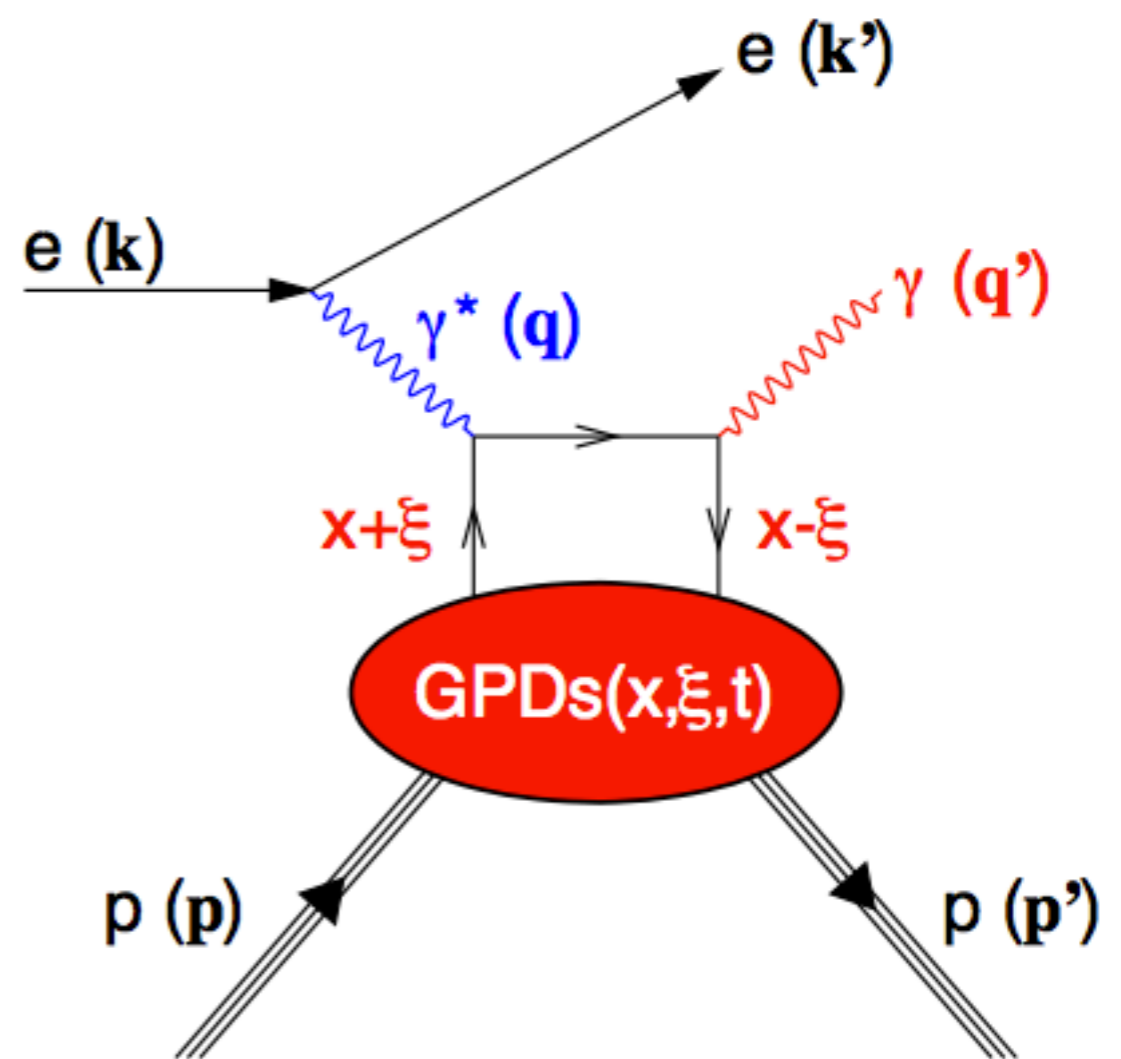 e (k')
e (k)
γ* (q)
γ (q')
x+ξ
x-ξ
GPDs(x,ξ,t)
p (p)
p (p')